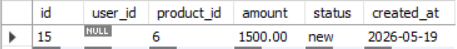 id user_id product_id amount status created_at
15 NULL 6 1500.00 new 2026-05-19